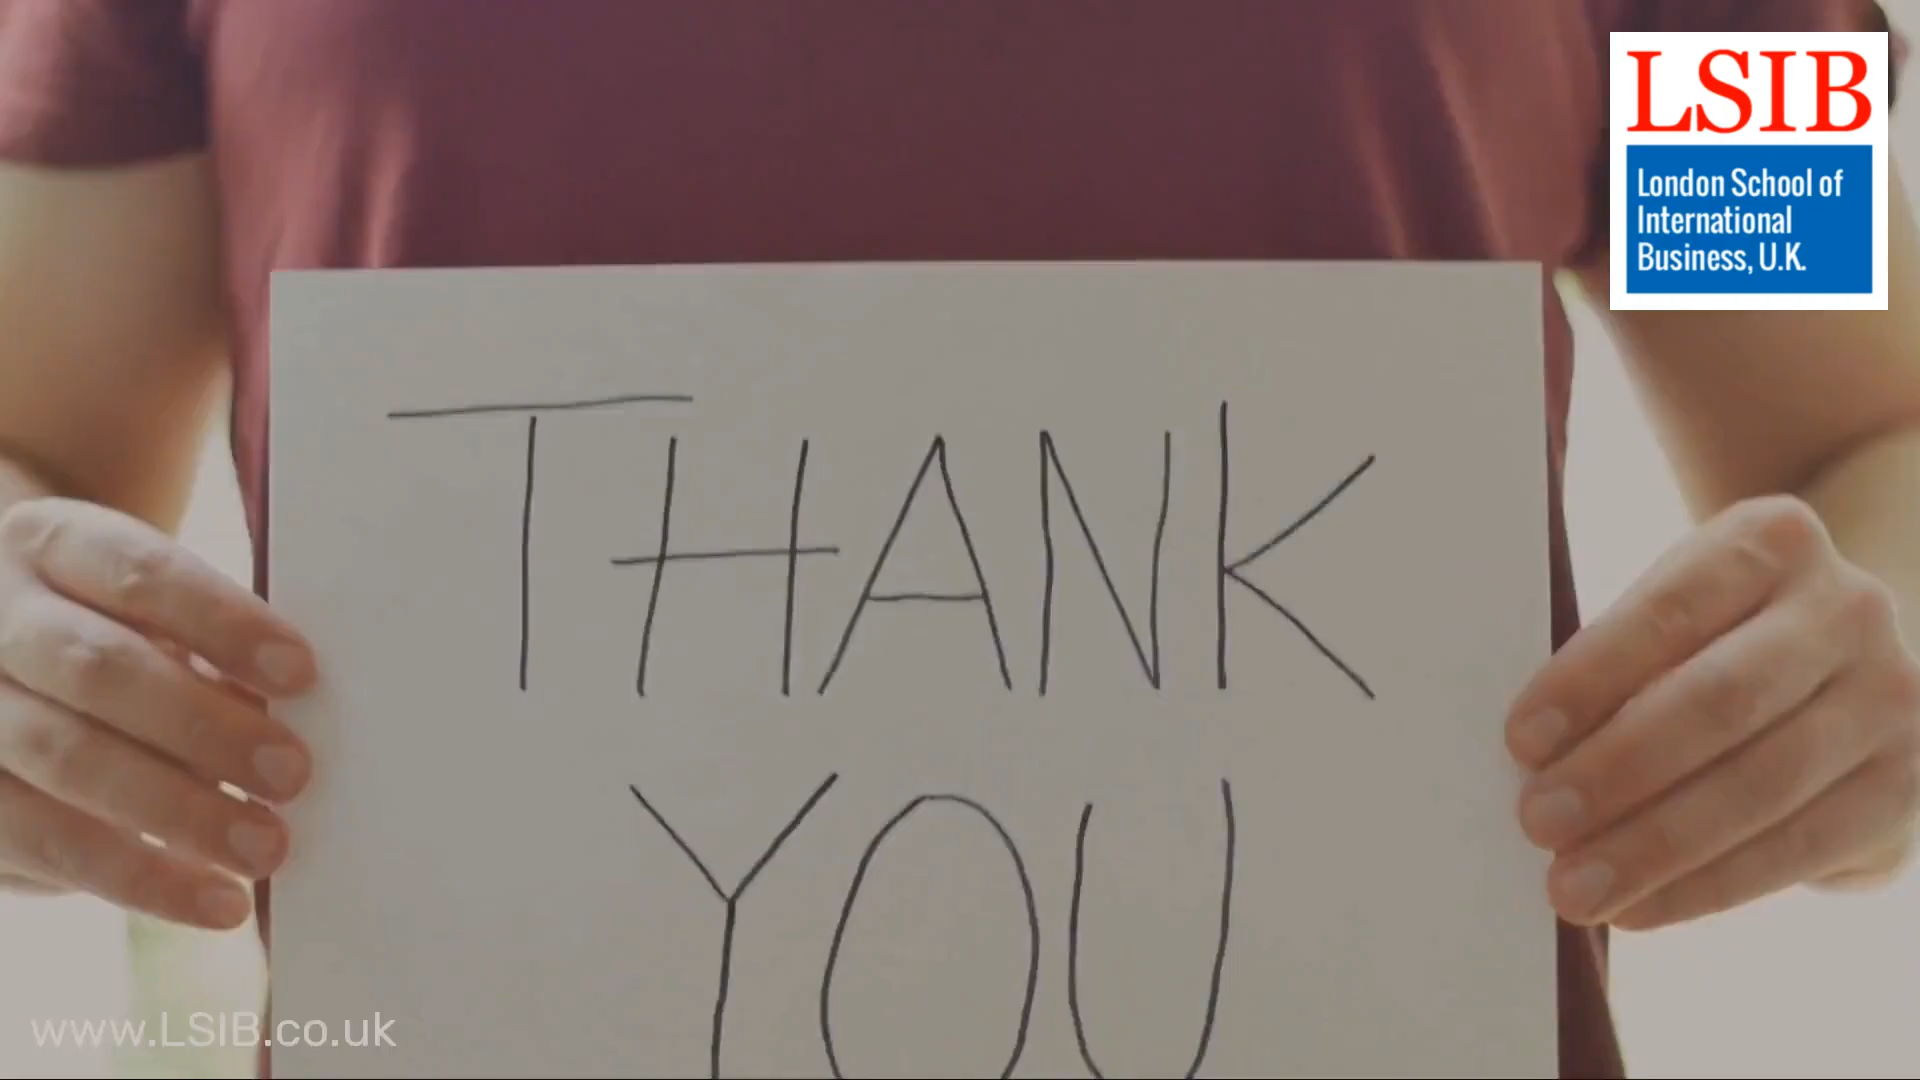 LSIB
London School of
International
Business, U.K.
THANK
YOU
www.LSIB.co.uk